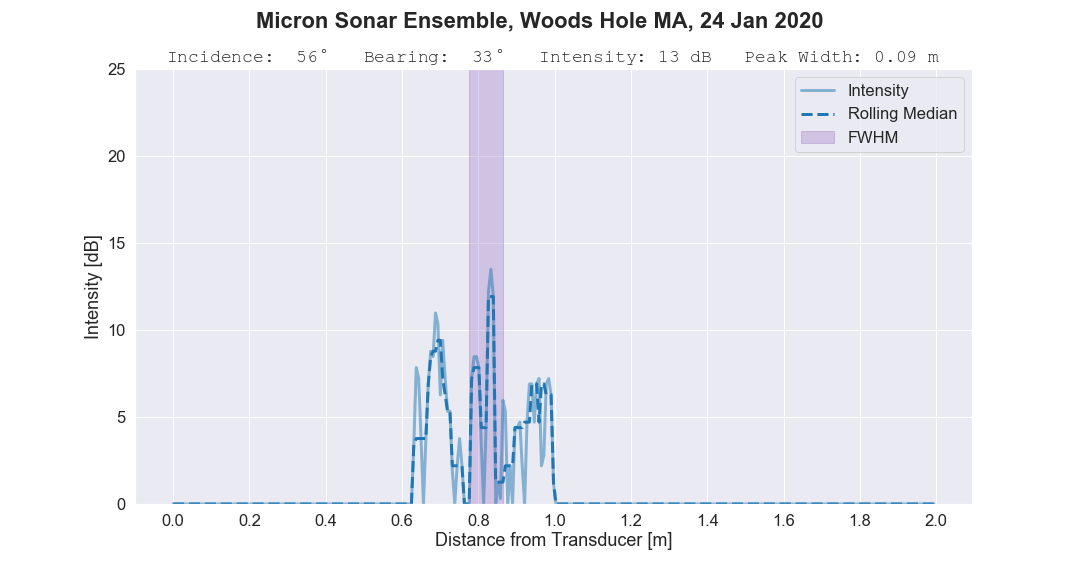 Micron Sonar Ensemble, Woods Hole MA, 24 Jan 2020
Incidence:  56°   Bearing:  33°   Intensity: 13 dB   Peak Width: 0.09 m
25
20
15
10
5
0
Intensity [dB]
Intensity
Rolling Median
FWHM
0.0 0.2 0.4 0.6 0.8 1.0 1.2 1.4 1.6 1.8 2.0
Distance from Transducer [m]